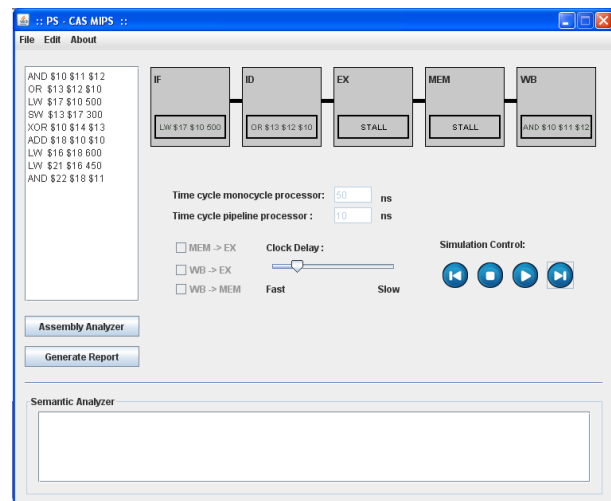 :: PS - CAS MIPS ::
File Edit About
AND $10 $11 $12
OR $13 $12 $10
LW $17 $10 500
SW $13 $17 300
XOR $10 $14 $13
ADD $18 $10 $10
LW $16 $18 600
LW $21 $16 450
AND $22 $18 $11
IF ID EX MEM WB
LW $17 $10 500 OR $13 $12 $10 STALL STALL AND $10 $11 $12
Time cycle monocycle processor: 50 ns
Time cycle pipeline processor : 10 ns
MEM -> EX
WB -> EX
WB -> MEM
Clock Delay :
Fast Slow
Simulation Control:
Assembly Analyzer
Generate Report
Semantic Analyzer